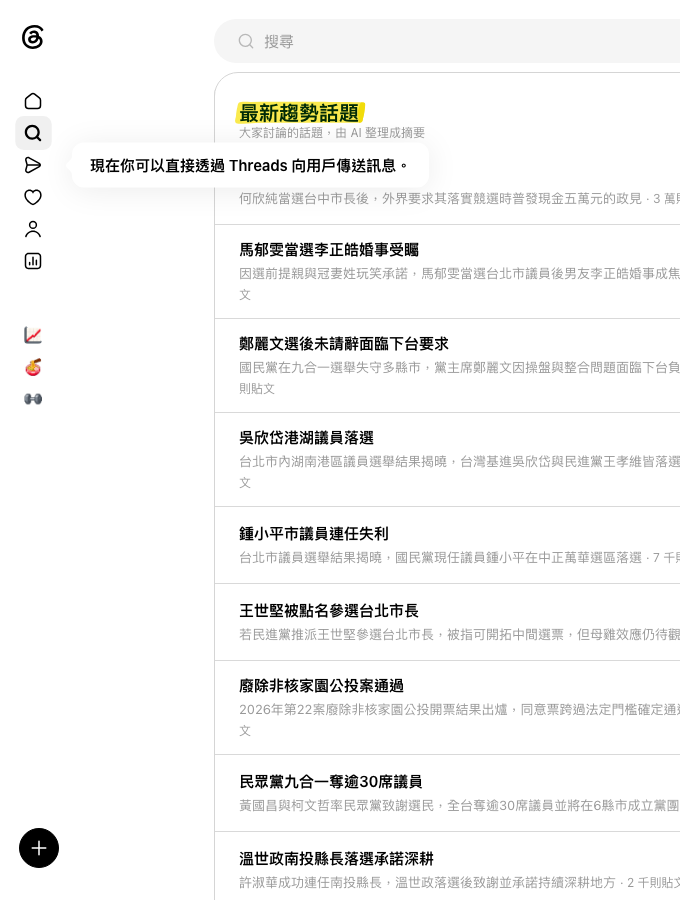 搜尋
最新趨勢話題
大家討論的話題，由 AI 整理成摘要
現在你可以直接透過 Threads 向用戶傳送訊息。
何欣純當選台中市長後，外界要求其落實競選時普發現金五萬元的政見 · 3 萬
馬郁雯當選李正皓婚事受矚
因選前提親與冠妻姓玩笑承諾，馬郁雯當選台北市議員後男友李正皓婚事成焦
文
鄭麗文選後未請辭面臨下台要求
國民黨在九合一選舉失守多縣市，黨主席鄭麗文因操盤與整合問題面臨下台負
則貼文
吳欣岱港湖議員落選
台北市內湖南港區議員選舉結果揭曉，台灣基進吳欣岱與民進黨王孝維皆落選
文
鍾小平市議員連任失利
台北市議員選舉結果揭曉，國民黨現任議員鍾小平在中正萬華選區落選 · 7 千則
王世堅被點名參選台北市長
若民進黨推派王世堅參選台北市長，被指可開拓中間選票，但母雞效應仍待觀
廢除非核家園公投案通過
2026年第22案廢除非核家園公投開票結果出爐，同意票跨過法定門檻確定通過
文
民眾黨九合一奪逾30席議員
黃國昌與柯文哲率民眾黨致謝選民，全台奪逾30席議員並將在6縣市成立黨團
溫世政南投縣長落選承諾深耕
許淑華成功連任南投縣長，溫世政落選後致謝並承諾持續深耕地方 · 2 千則貼文